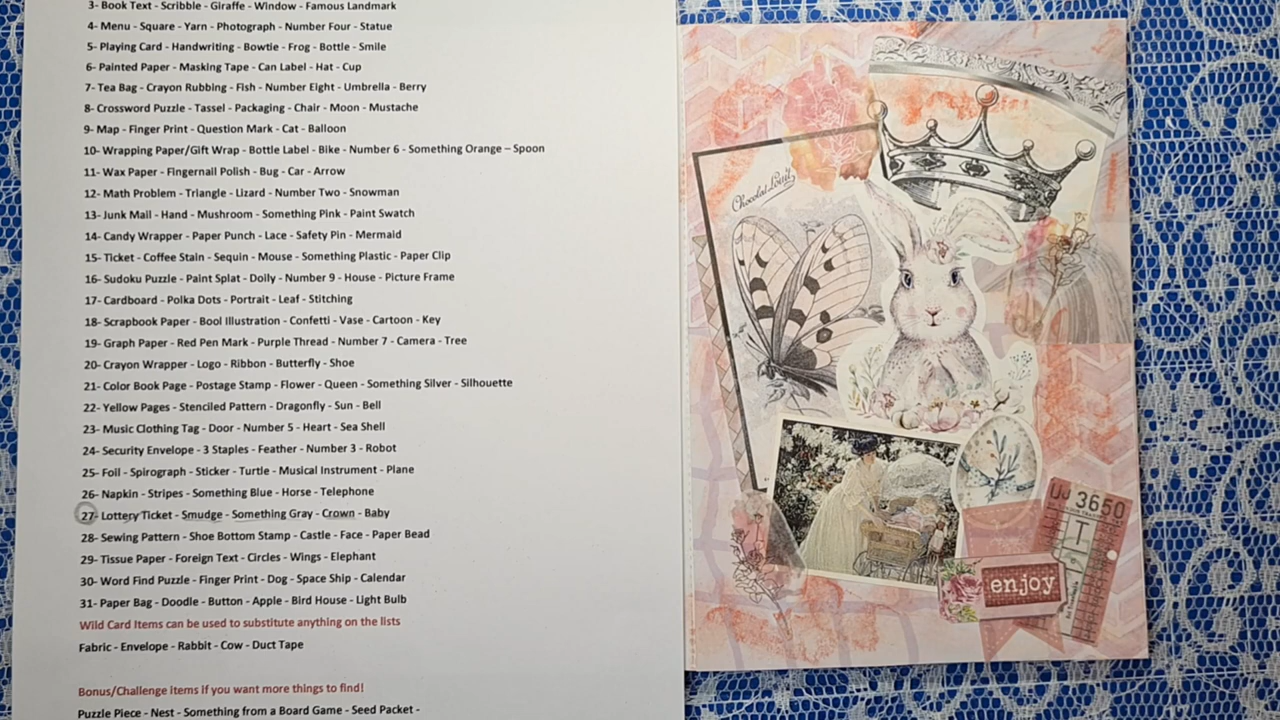 3- Book Text - Scribble - Giraffe - Window - Famous Landmark
4- Menu - Square - Yarn - Photograph - Number Four - Statue
5- Playing Card - Handwriting - Bowtie - Frog - Bottle - Smile
6- Painted Paper - Masking Tape - Can Label - Hat - Cup
7- Tea Bag - Crayon Rubbing - Fish - Number Eight - Umbrella - Berry
8- Crossword Puzzle - Tassel - Packaging - Chair - Moon - Mustache
9- Map - Finger Print - Question Mark - Cat - Balloon
10- Wrapping Paper/Gift Wrap - Bottle Label - Bike - Number 6 - Something Orange – Spoon
11- Wax Paper - Fingernail Polish - Bug - Car - Arrow
12- Math Problem - Triangle - Lizard - Number Two - Snowman
13- Junk Mail - Hand - Mushroom - Something Pink - Paint Swatch
14- Candy Wrapper - Paper Punch - Lace - Safety Pin - Mermaid
15- Ticket - Coffee Stain - Sequin - Mouse - Something Plastic - Paper Clip
16- Sudoku Puzzle - Paint Splat - Doily - Number 9 - House - Picture Frame
17- Cardboard - Polka Dots - Portrait - Leaf - Stitching
18- Scrapbook Paper - Bool Illustration - Confetti - Vase - Cartoon - Key
19- Graph Paper - Red Pen Mark - Purple Thread - Number 7 - Camera - Tree
20- Crayon Wrapper - Logo - Ribbon - Butterfly - Shoe
21- Color Book Page - Postage Stamp - Flower - Queen - Something Silver - Silhouette
22- Yellow Pages - Stenciled Pattern - Dragonfly - Sun - Bell
23- Music Clothing Tag - Door - Number 5 - Heart - Sea Shell
24- Security Envelope - 3 Staples - Feather - Number 3 - Robot
25- Foil - Spirograph - Sticker - Turtle - Musical Instrument - Plane
26- Napkin - Stripes - Something Blue - Horse - Telephone
27- Lottery Ticket - Smudge - Something Gray - Crown - Baby
28- Sewing Pattern - Shoe Bottom Stamp - Castle - Face - Paper Bead
29- Tissue Paper - Foreign Text - Circles - Wings - Elephant
30- Word Find Puzzle - Finger Print - Dog - Space Ship - Calendar
31- Paper Bag - Doodle - Button - Apple - Bird House - Light Bulb
Wild Card Items can be used to substitute anything on the lists
Fabric - Envelope - Rabbit - Cow - Duct Tape
Bonus/Challenge Items if you want more things to find!
Puzzle Piece - Nest - Something from a Board Game - Seed Packet -
Chocolat-Louit
3650
T
enjoy